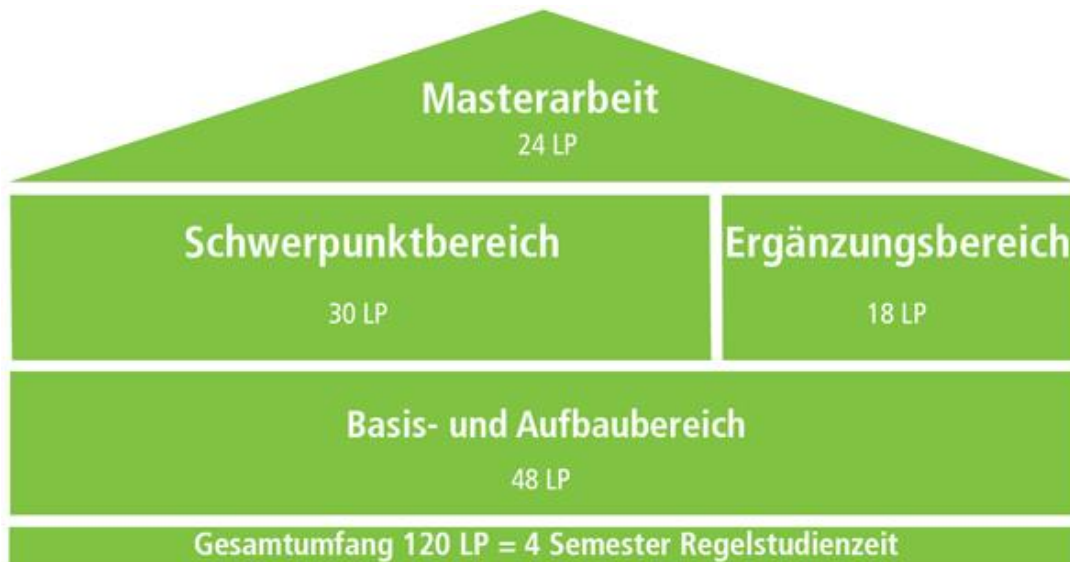 Masterarbeit
24 LP
Schwerpunktbereich
30 LP
Ergänzungsbereich
18 LP
Basis- und Aufbaubereich
48 LP
Gesamtumfang 120 LP = 4 Semester Regelstudienzeit